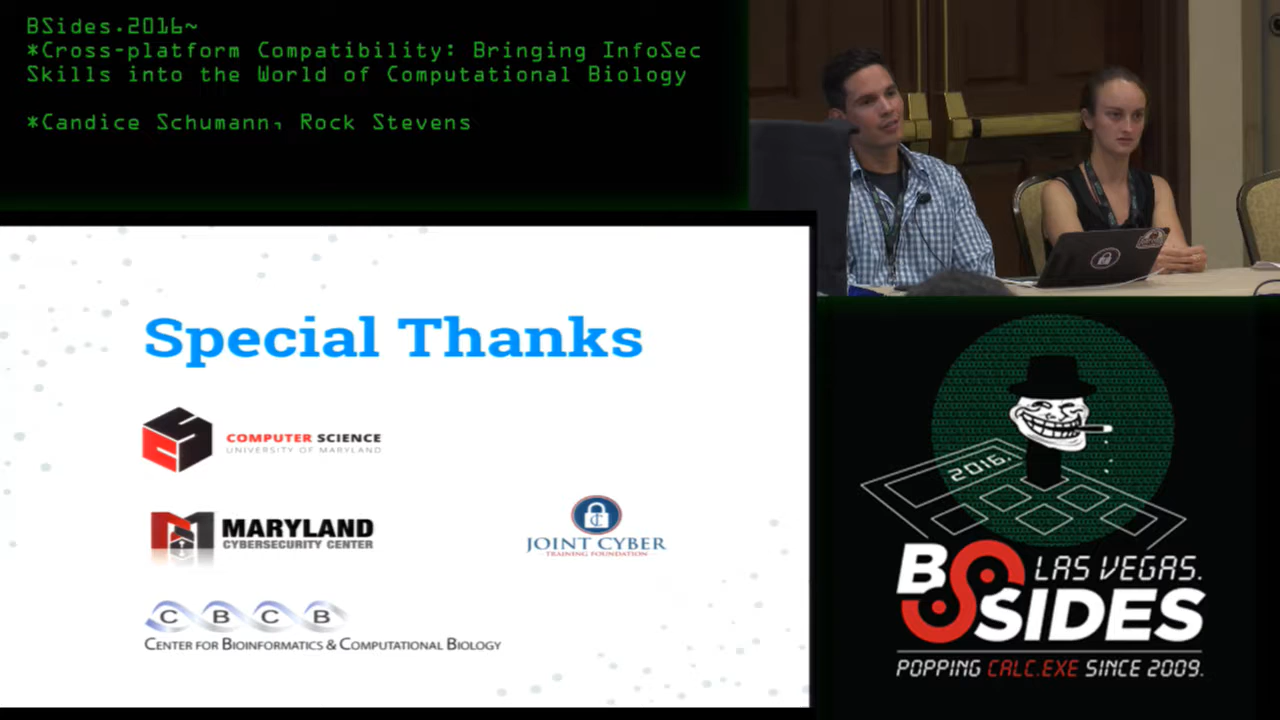 BSides.2016~
*Cross-platform Compatibility: Bringing InfoSec
Skills into the World of Computational Biology
*Candice Schumann, Rock Stevens
Special Thanks
COMPUTER SCIENCE
UNIVERSITY OF MARYLAND
MARYLAND
CYBERSECURITY CENTER
JOINT CYBER
TRAINING FOUNDATION
C B C B
CENTER FOR BIOINFORMATICS & COMPUTATIONAL BIOLOGY
2016.
BSIDES
LAS VEGAS.
POPPING CALC.EXE SINCE 2009.